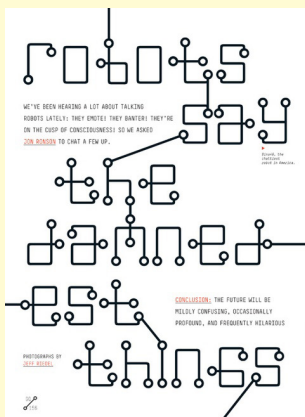 robots
WE'VE BEEN HEARING A LOT ABOUT TALKING
ROBOTS LATELY: THEY EMOTE! THEY BANTER! THEY'RE
ON THE CUSP OF CONSCIOUSNESS! SO WE ASKED
JON RONSON TO CHAT A FEW UP.
say
the
damned
est
CONCLUSION: THE FUTURE WILL BE
MILDLY CONFUSING, OCCASIONALLY
PROFOUND, AND FREQUENTLY HILARIOUS
PHOTOGRAPHS BY
JEFF RIEDEL
things